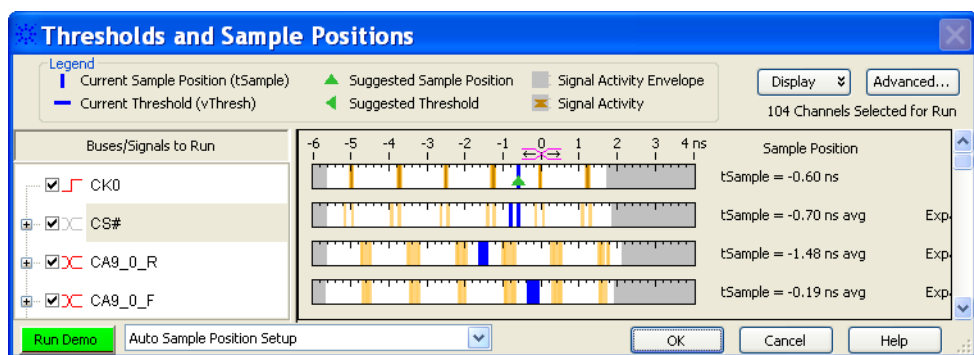 Thresholds and Sample Positions
Legend
Current Sample Position (tSample)
Suggested Sample Position
Signal Activity Envelope
Current Threshold (vThresh)
Suggested Threshold
Signal Activity
Display
Advanced...
104 Channels Selected for Run
Buses/Signals to Run
-6 -5 -4 -3 -2 -1 0 1 2 3 4 ns
Sample Position
CK0
tSample = -0.60 ns
CS#
tSample = -0.70 ns avg
Exp
CA9_0_R
tSample = -1.48 ns avg
Exp
CA9_0_F
tSample = -0.19 ns avg
Exp
Run Demo
Auto Sample Position Setup
OK
Cancel
Help